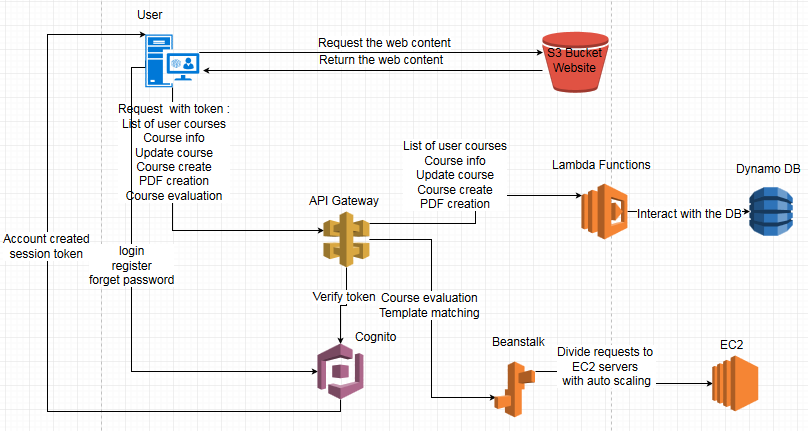 User
Request the web content
Return the web content
S3 Bucket
Website
Request with token :
List of user courses
Course info
Update course
Course create
PDF creation
Course evaluation
List of user courses
Course info
Update course
Course create
PDF creation
Lambda Functions
Dynamo DB
API Gateway
Interact with the DB
Account created
session token
login
register
forget password
Verify token
Course evaluation
Template matching
Cognito
Beanstalk
Divide requests to
EC2 servers
with auto scaling
EC2